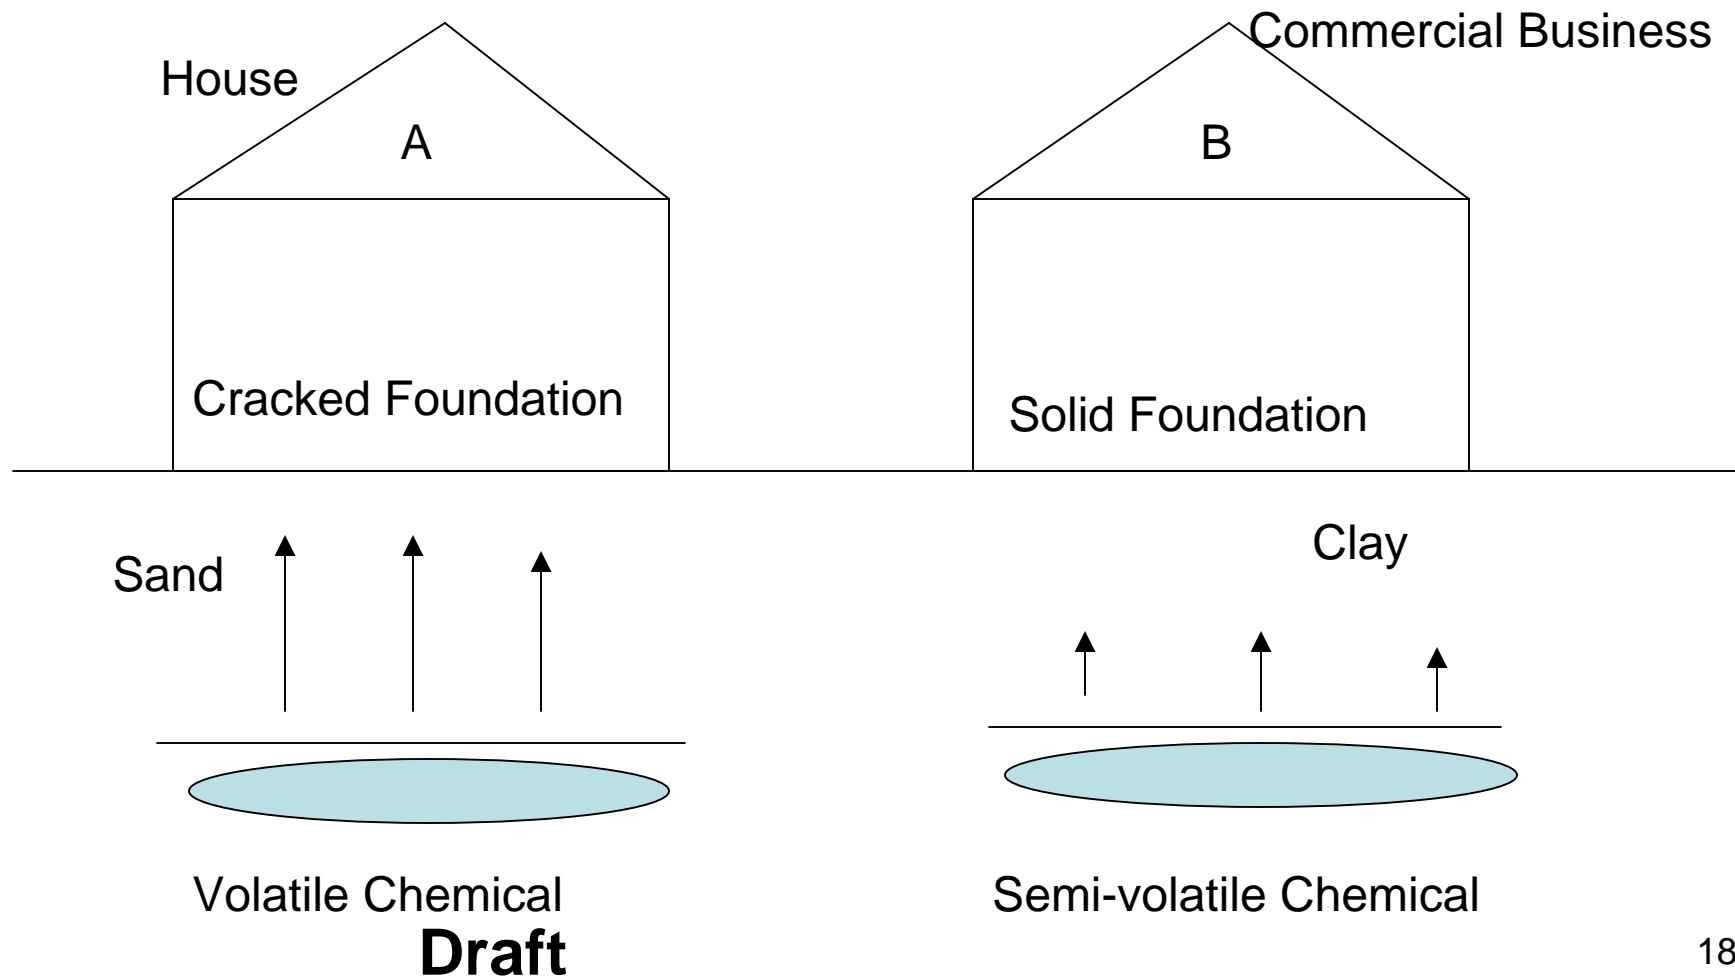 Commercial Business
House
A
B
Cracked Foundation
Solid Foundation
Sand
Clay
Volatile Chemical
Semi-volatile Chemical
Draft
18